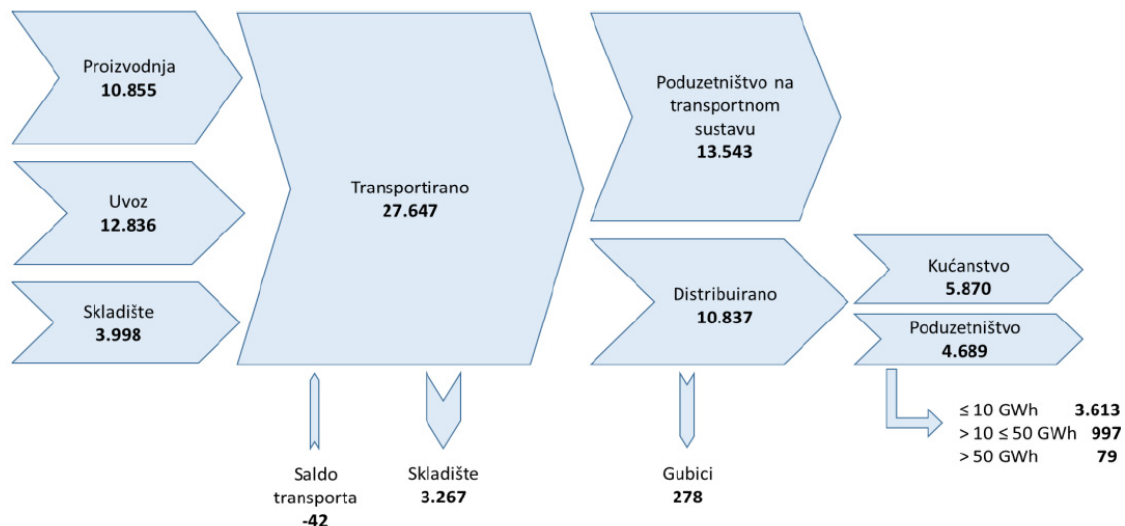 Proizvodnja
10.855
Uvoz
12.836
Skladište
3.998
Transportirano
27.647
Poduzetništvo na
transportnom
sustavu
13.543
Distribuirano
10.837
Kućanstvo
5.870
Poduzetništvo
4.689
≤ 10 GWh 3.613
> 10 ≤ 50 GWh 997
> 50 GWh 79
Saldo
transporta
-42
Skladište
3.267
Gubici
278